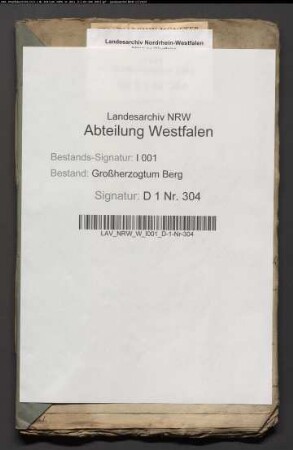 Landesarchiv Nordrhein-Westfalen
Landesarchiv NRW
Abteilung Westfalen
Bestands-Signatur: I 001
Bestand: Großherzogtum Berg
Signatur: D 1 Nr. 304
LAV_NRW_W_I001_D-1-Nr-304